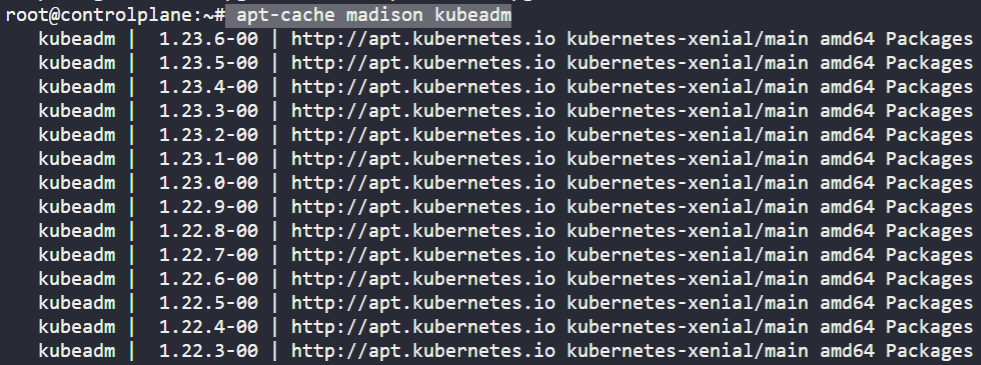 root@controlplane:~# apt-cache madison kubeadm
kubeadm | 1.23.6-00 | http://apt.kubernetes.io kubernetes-xenial/main amd64 Packages
kubeadm | 1.23.5-00 | http://apt.kubernetes.io kubernetes-xenial/main amd64 Packages
kubeadm | 1.23.4-00 | http://apt.kubernetes.io kubernetes-xenial/main amd64 Packages
kubeadm | 1.23.3-00 | http://apt.kubernetes.io kubernetes-xenial/main amd64 Packages
kubeadm | 1.23.2-00 | http://apt.kubernetes.io kubernetes-xenial/main amd64 Packages
kubeadm | 1.23.1-00 | http://apt.kubernetes.io kubernetes-xenial/main amd64 Packages
kubeadm | 1.23.0-00 | http://apt.kubernetes.io kubernetes-xenial/main amd64 Packages
kubeadm | 1.22.9-00 | http://apt.kubernetes.io kubernetes-xenial/main amd64 Packages
kubeadm | 1.22.8-00 | http://apt.kubernetes.io kubernetes-xenial/main amd64 Packages
kubeadm | 1.22.7-00 | http://apt.kubernetes.io kubernetes-xenial/main amd64 Packages
kubeadm | 1.22.6-00 | http://apt.kubernetes.io kubernetes-xenial/main amd64 Packages
kubeadm | 1.22.5-00 | http://apt.kubernetes.io kubernetes-xenial/main amd64 Packages
kubeadm | 1.22.4-00 | http://apt.kubernetes.io kubernetes-xenial/main amd64 Packages
kubeadm | 1.22.3-00 | http://apt.kubernetes.io kubernetes-xenial/main amd64 Packages